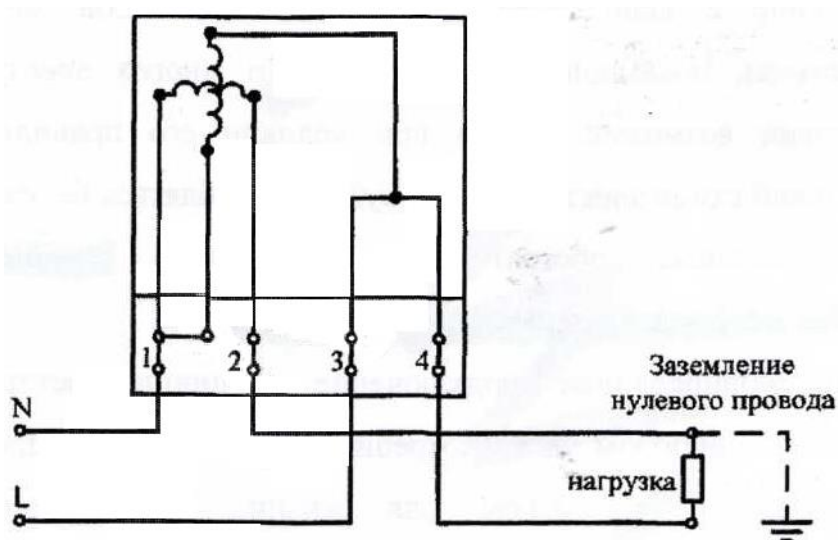 1 2 3 4
Заземление
нулевого провода
N
нагрузка
L